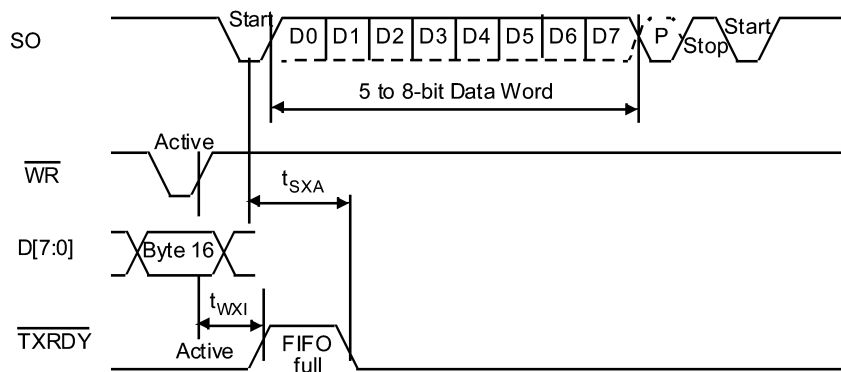 SO
Start
D0 D1 D2 D3 D4 D5 D6 D7
P
Stop
Start
5 to 8-bit Data Word
WR
Active
tSXA
D[7:0]
Byte 16
tWXI
TXRDY
Active
FIFO
full